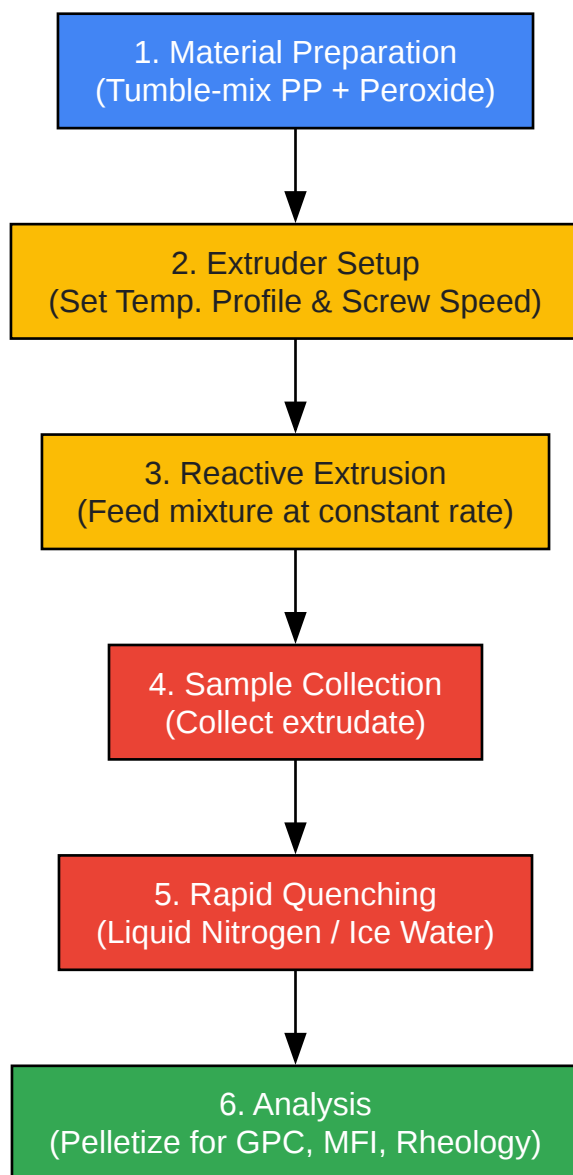 1. Material Preparation
(Tumble-mix PP + Peroxide)
2. Extruder Setup
(Set Temp. Profile & Screw Speed)
3. Reactive Extrusion
(Feed mixture at constant rate)
4. Sample Collection
(Collect extrudate)
5. Rapid Quenching
(Liquid Nitrogen / Ice Water)
6. Analysis
(Pelletize for GPC, MFI, Rheology)